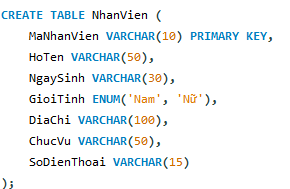 CREATE TABLE NhanVien (
    MaNhanVien VARCHAR(10) PRIMARY KEY,
    HoTen VARCHAR(50),
    NgaySinh VARCHAR(30),
    GioiTinh ENUM('Nam', 'Nữ'),
    DiaChi VARCHAR(100),
    ChucVu VARCHAR(50),
    SoDienThoai VARCHAR(15)
);